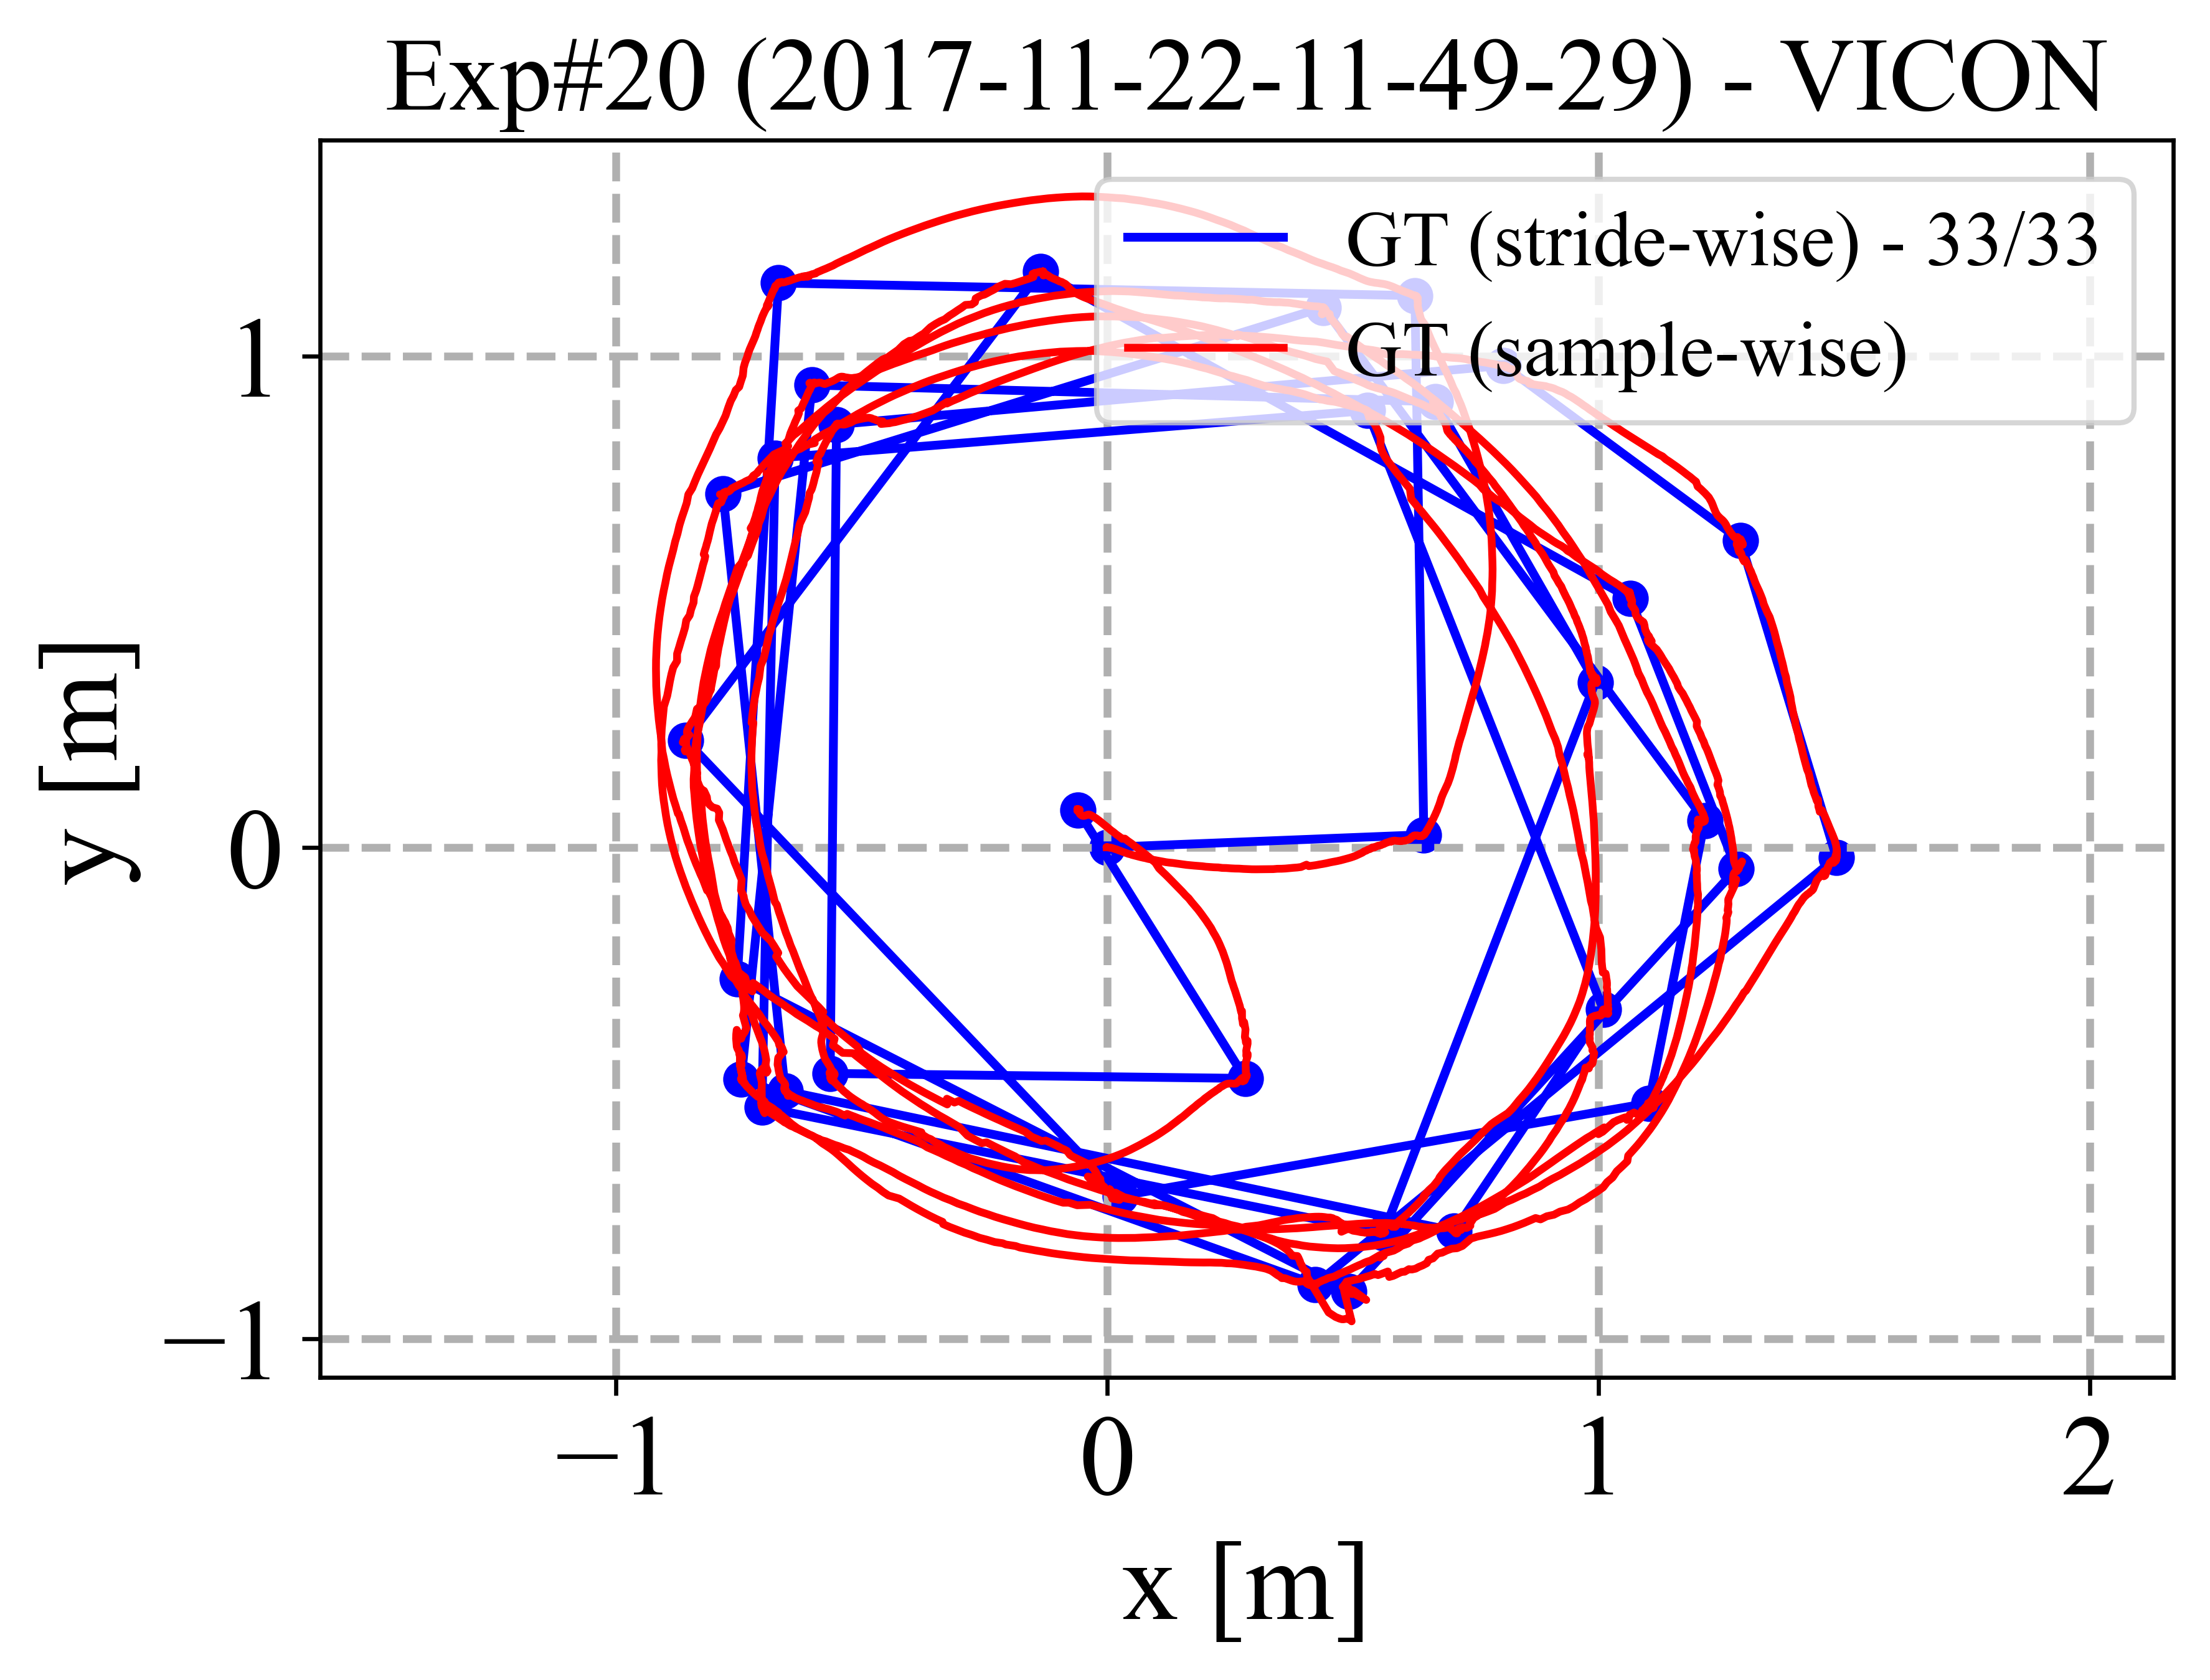 Exp#20 (2017-11-22-11-49-29) - VICON
GT (stride-wise) - 33/33
GT (sample-wise)
y [m]
1
0
−1
−1 0 1 2
x [m]